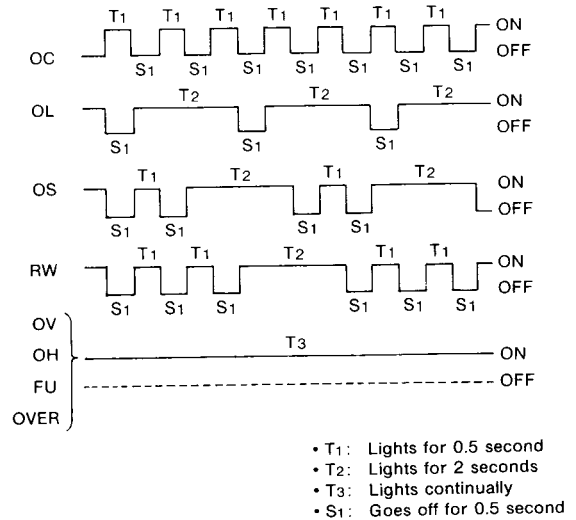 T1 T1 T1 T1 T1 T1 T1 ON
OC OFF
S1 S1 S1 S1 S1 S1 S1
OL T2 T2 T2 ON
OFF
S1 S1 S1
OS T1 T2 T1 T2 ON
OFF
S1 S1 S1 S1
RW T1 T1 T2 T1 T1 ON
OFF
S1 S1 S1 S1 S1 S1
OV
OH T3 ON
FU OFF
OVER
• T1: Lights for 0.5 second
• T2: Lights for 2 seconds
• T3: Lights continually
• S1: Goes off for 0.5 second